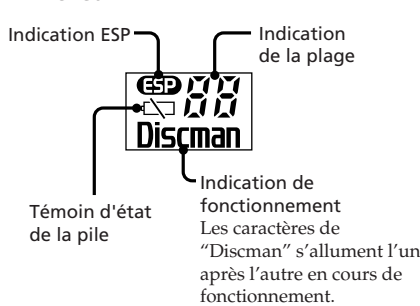 Indication ESP
Indication
de la plage
ESP 88
Discman
Témoin d'état
de la pile
Indication de
fonctionnement
Les caractères de
“Discman” s’allument l’un
après l’autre en cours de
fonctionnement.